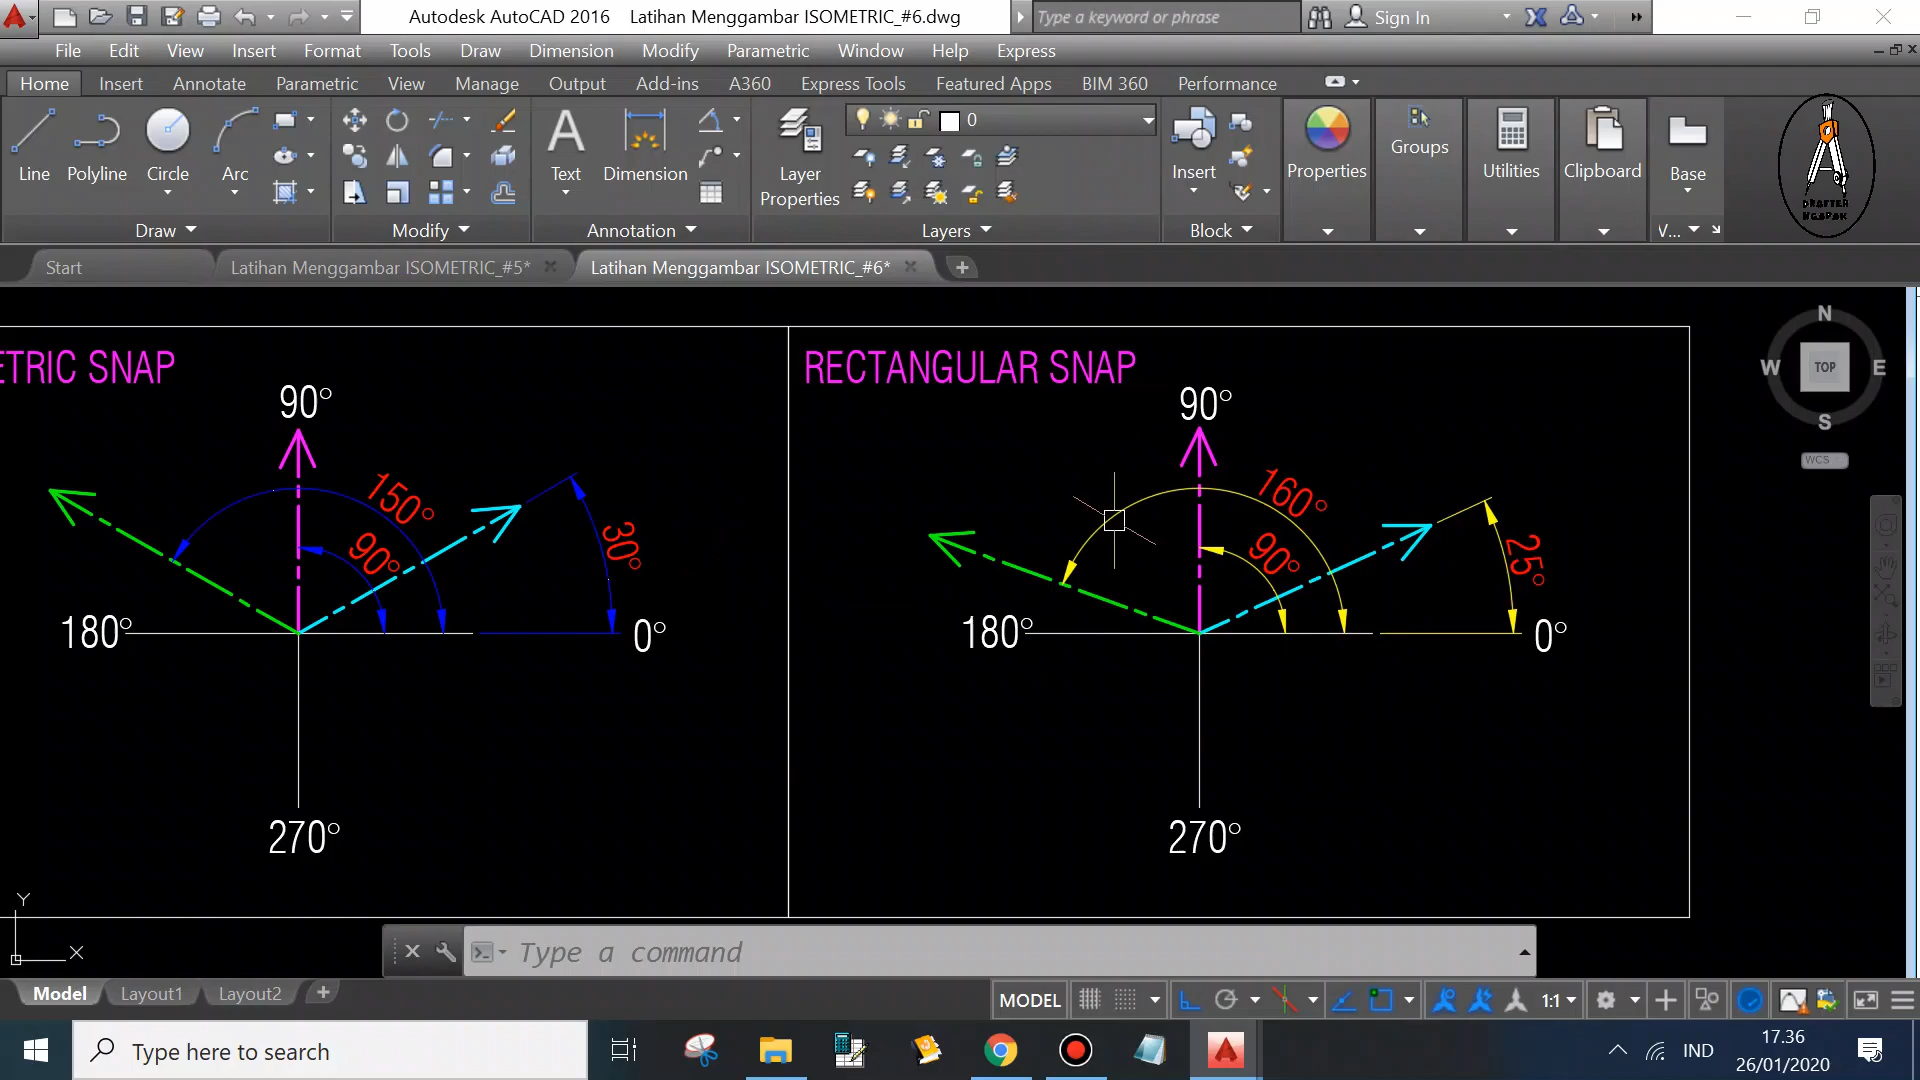 Autodesk AutoCAD 2016 Latihan Menggambar ISOMETRIC_#6.dwg
Type a keyword or phrase
Sign In
File Edit View Insert Format Tools Draw Dimension Modify Parametric Window Help Express
Home Insert Annotate Parametric View Manage Output Add-ins A360 Express Tools Featured Apps BIM 360 Performance
0
Line Polyline Circle Arc
Text Dimension
Layer Properties
Insert Properties Groups Utilities Clipboard Base
DRAFTER
NGAPAK
Draw Modify Annotation Layers Block V...
Start Latihan Menggambar ISOMETRIC_#5* Latihan Menggambar ISOMETRIC_#6*
ETRIC SNAP
90°
150°
90°
30°
180°
0°
270°
RECTANGULAR SNAP
90°
160°
90°
25°
180°
0°
270°
N
W TOP E
S
WCS
Y
X
Type a command
Model Layout1 Layout2
MODEL 1:1
Type here to search
IND
17.36
26/01/2020